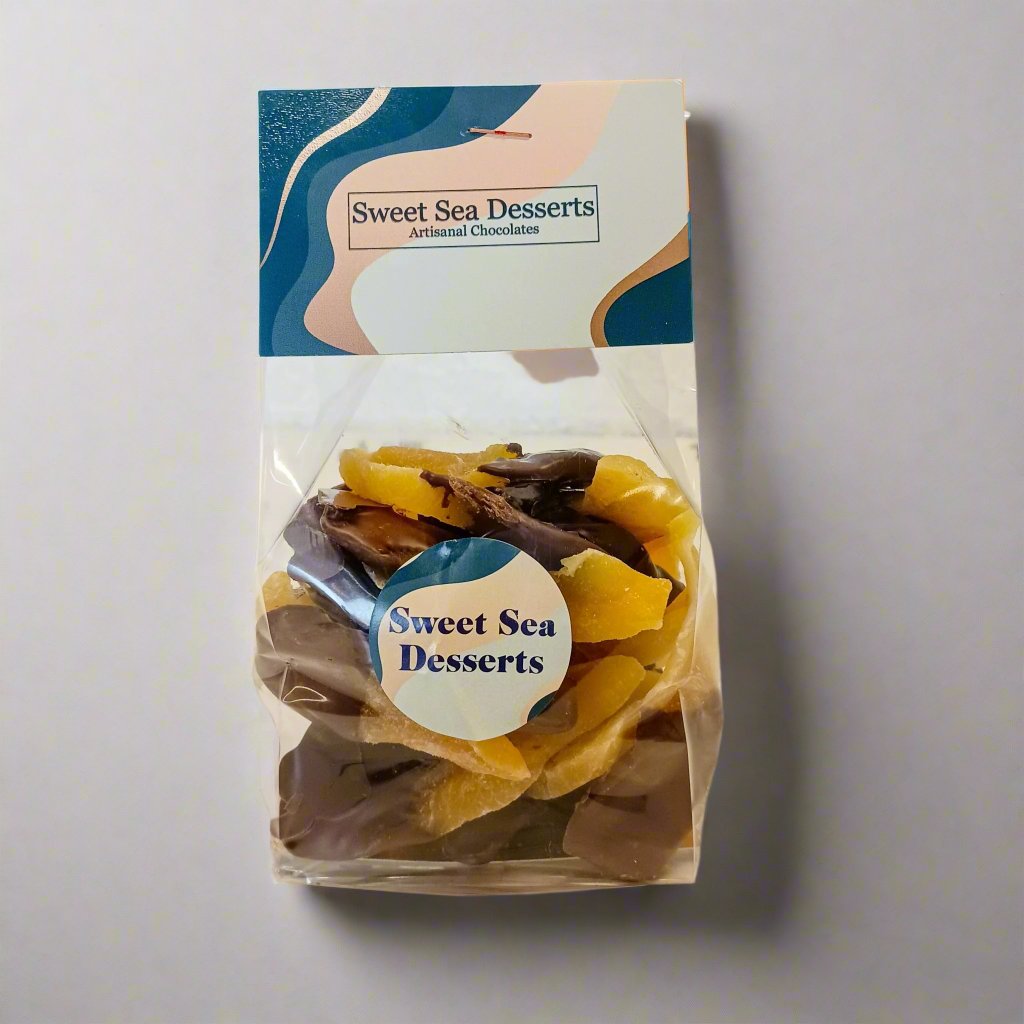 Sweet Sea Desserts
Artisanal Chocolates
Sweet Sea
Desserts